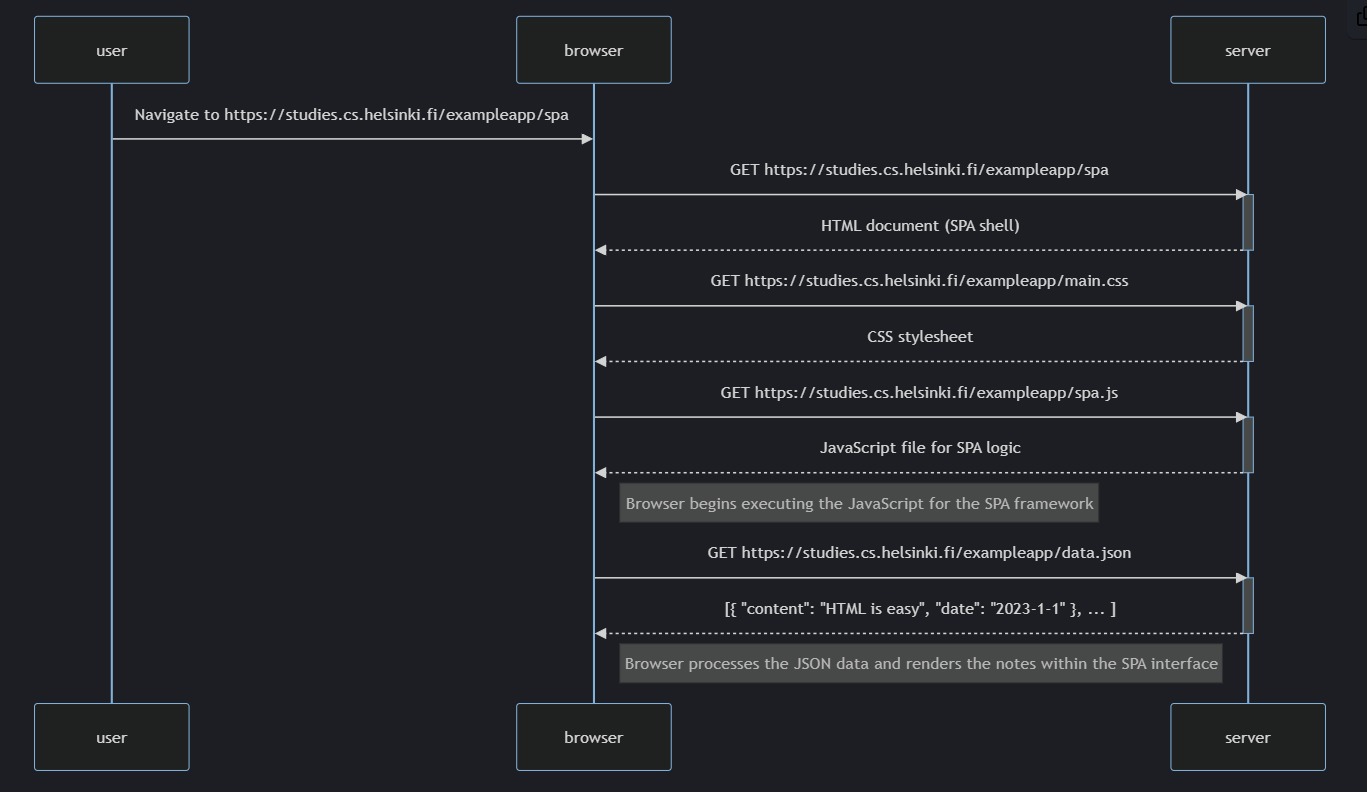 user
browser
server
Navigate to https://studies.cs.helsinki.fi/exampleapp/spa
GET https://studies.cs.helsinki.fi/exampleapp/spa
HTML document (SPA shell)
GET https://studies.cs.helsinki.fi/exampleapp/main.css
CSS stylesheet
GET https://studies.cs.helsinki.fi/exampleapp/spa.js
JavaScript file for SPA logic
Browser begins executing the JavaScript for the SPA framework
GET https://studies.cs.helsinki.fi/exampleapp/data.json
[{ "content": "HTML is easy", "date": "2023-1-1" }, ... ]
Browser processes the JSON data and renders the notes within the SPA interface
user
browser
server